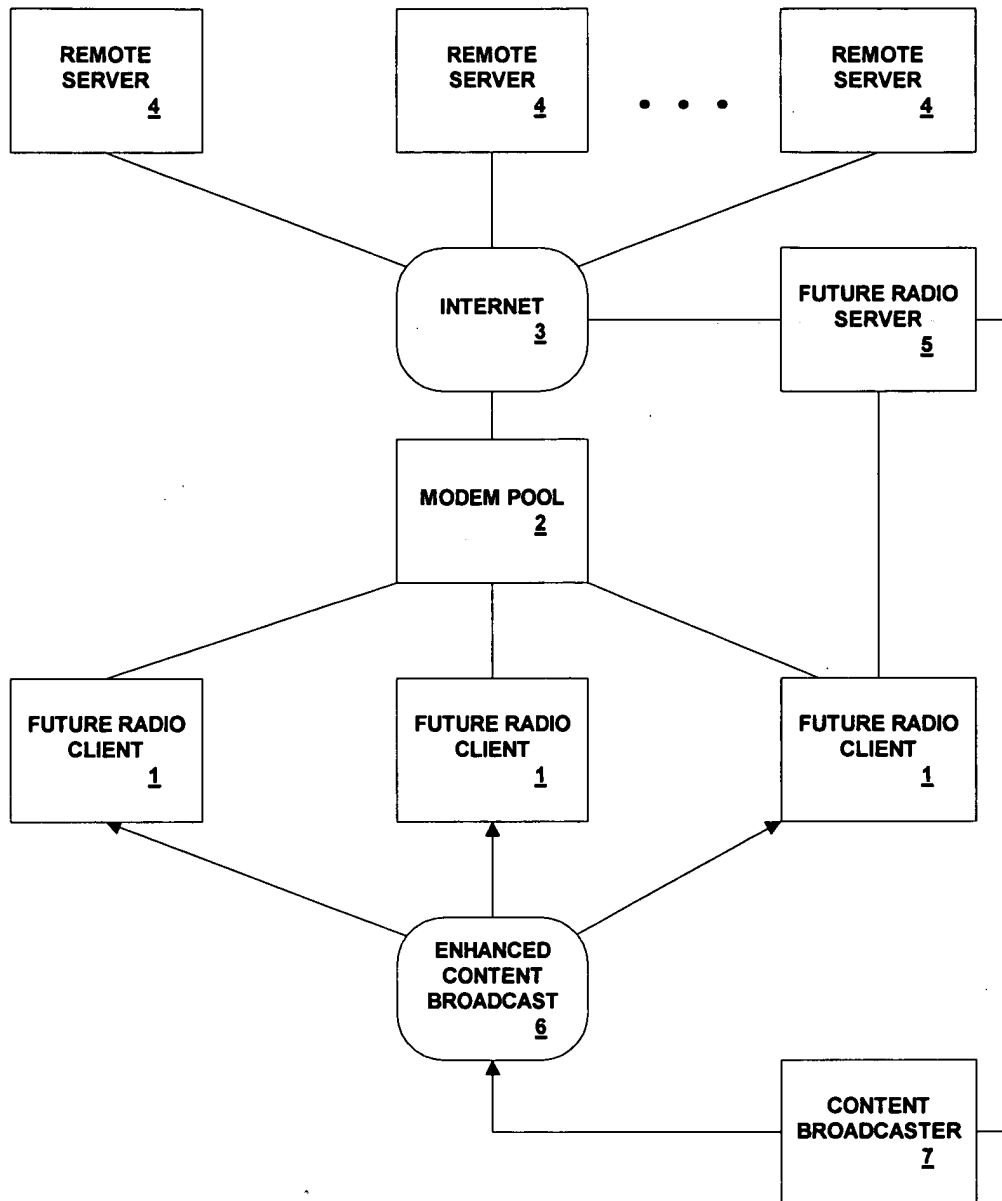 REMOTE
SERVER
4
REMOTE
SERVER
4
REMOTE
SERVER
4
INTERNET
3
FUTURE RADIO
SERVER
5
MODEM POOL
2
FUTURE RADIO
CLIENT
1
FUTURE RADIO
CLIENT
1
FUTURE RADIO
CLIENT
1
ENHANCED
CONTENT
BROADCAST
6
CONTENT
BROADCASTER
7